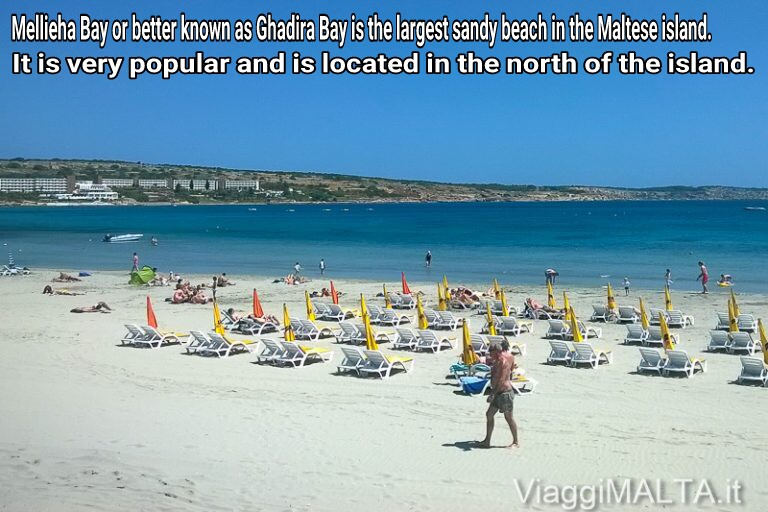 Mellieha Bay or better known as Ghadira Bay is the largest sandy beach in the Maltese island.
It is very popular and is located in the north of the island.
ViaggiMALTA.it